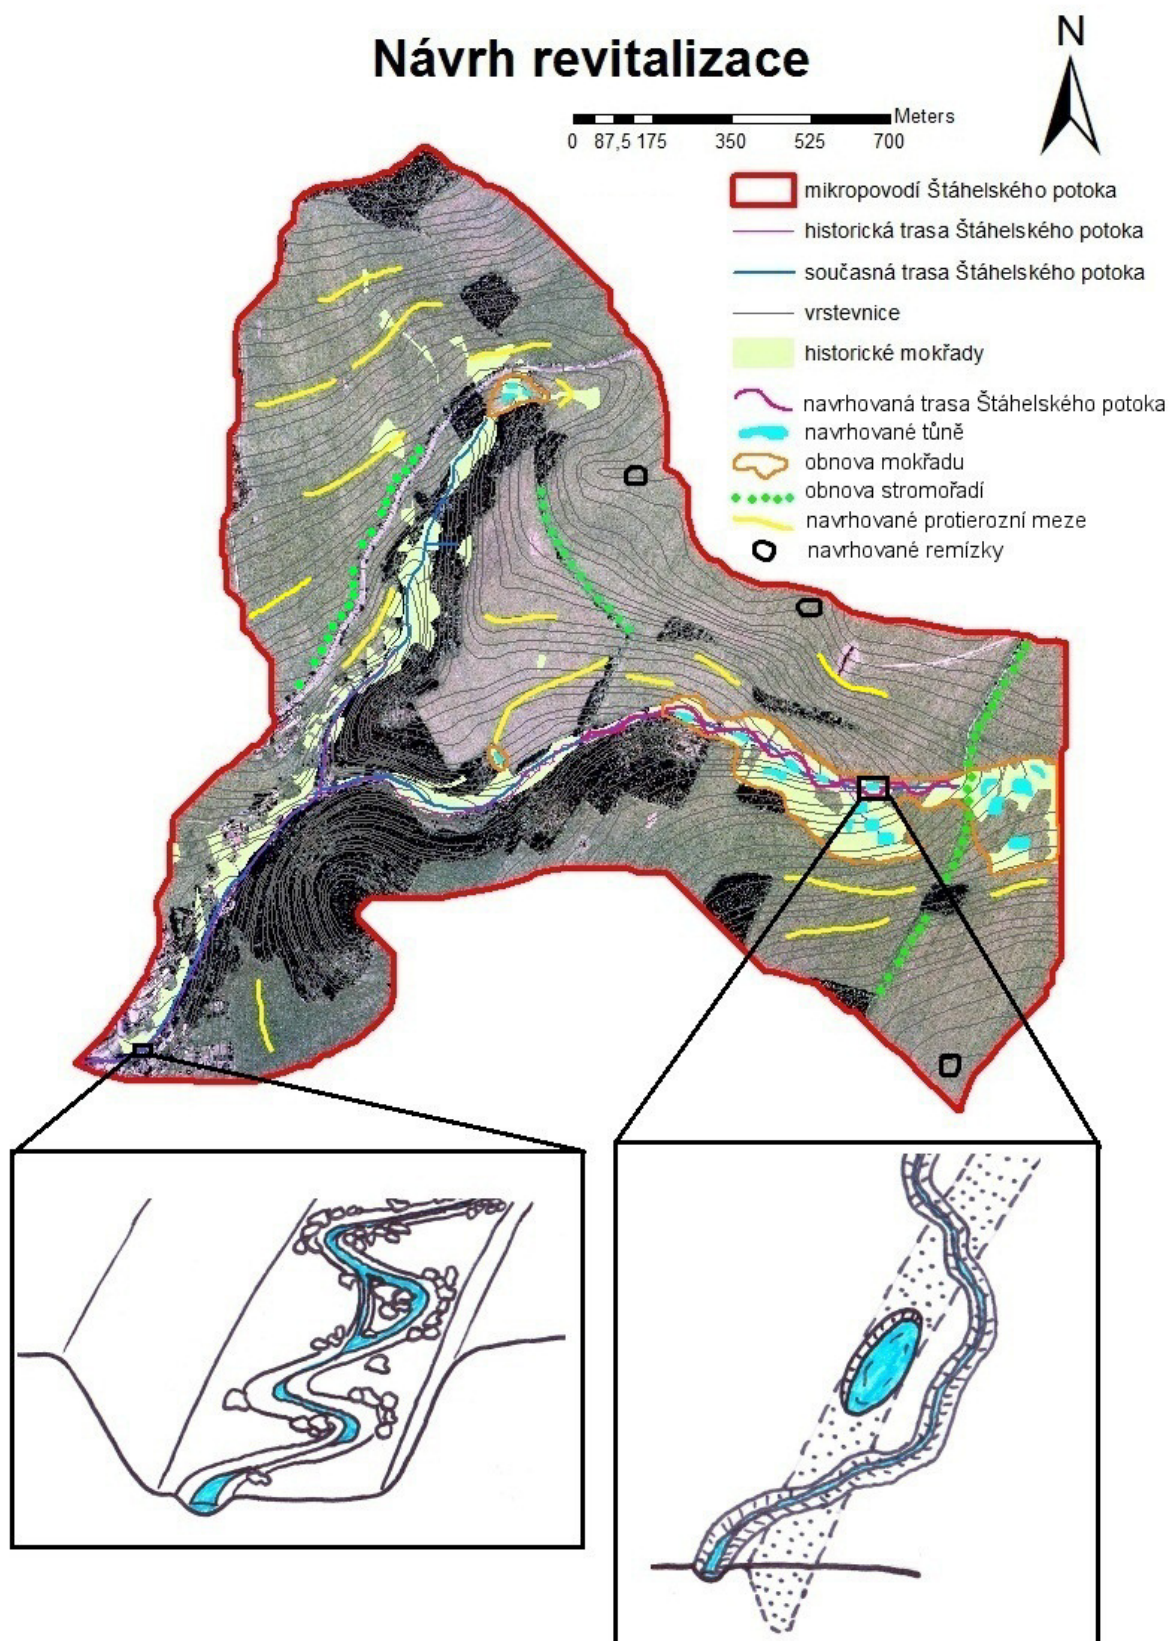 Návrh revitalizace
N
Meters
0 87,5 175 350 525 700
mikropovodí Štáhelského potoka
historická trasa Štáhelského potoka
současná trasa Štáhelského potoka
vrstevnice
historické mokřady
navrhovaná trasa Štáhelského potoka
navrhované tůně
obnova mokřadu
obnova stromořadí
navrhované protierozní meze
navrhované remízky